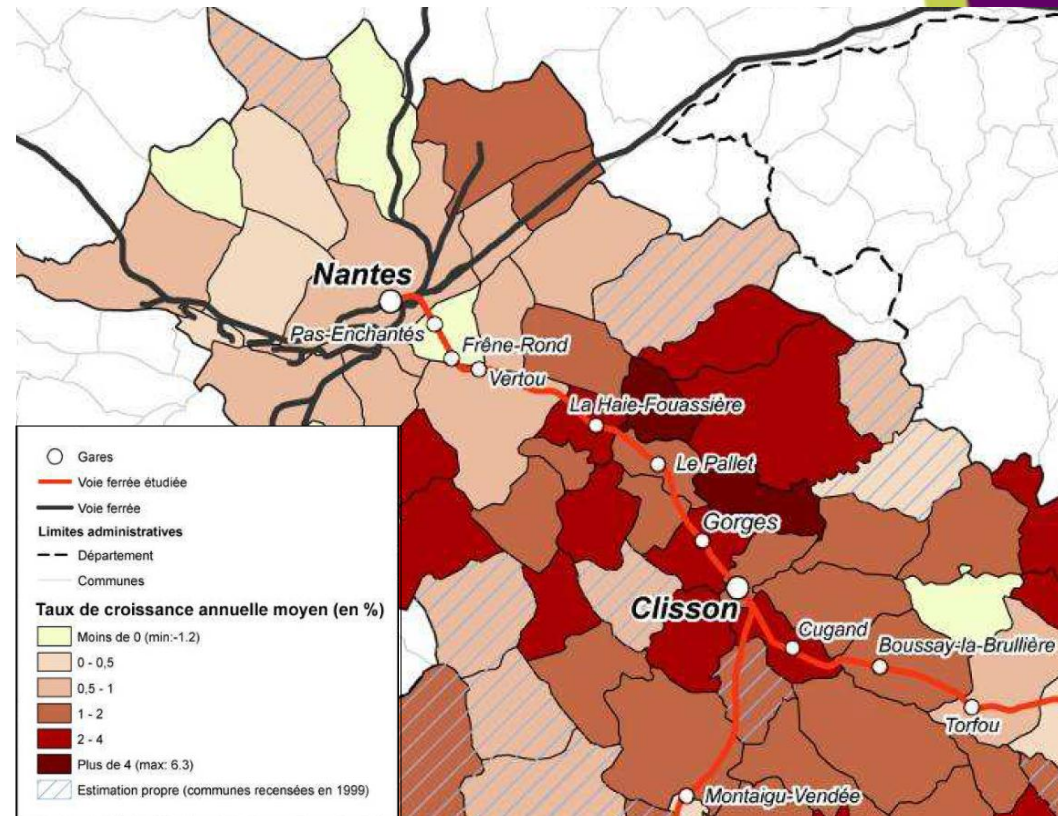 Nantes
Pas-Enchantés
Frêne-Rond
Vertou
La Haie-Fouassière
Le Pallet
Gorges
Clisson
Cugand
Boussay-la-Brullière
Torfou
Montaigu-Vendée
Gares
Voie ferrée étudiée
Voie ferrée
Limites administratives
Département
Communes
Taux de croissance annuelle moyen (en %)
Moins de 0 (min:-1.2)
0 - 0,5
0,5 - 1
1 - 2
2 - 4
Plus de 4 (max: 6.3)
Estimation propre (communes recensées en 1999)